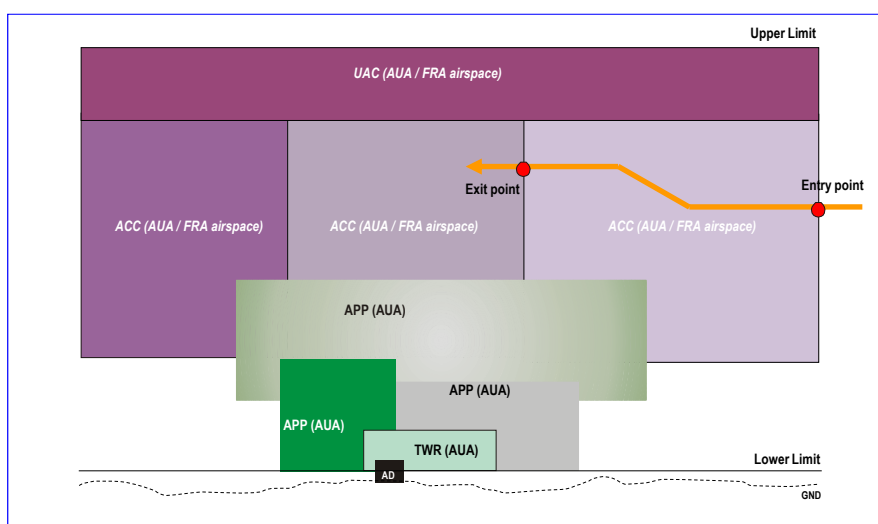 Upper Limit
UAC (AUA / FRA airspace)
Exit point
Entry point
ACC (AUA / FRA airspace)
ACC (AUA / FRA airspace)
ACC (AUA / FRA airspace)
APP (AUA)
APP (AUA)
APP (AUA)
TWR (AUA)
Lower Limit
AD
GND